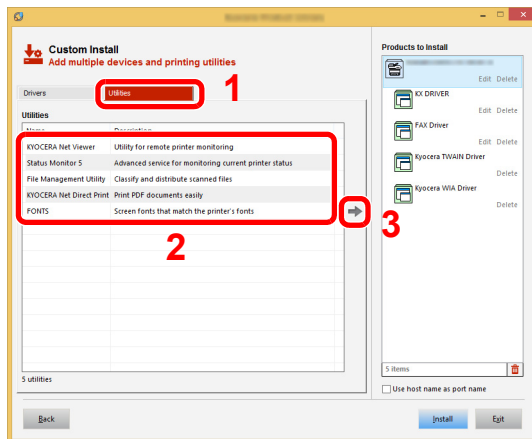 Custom Install
Add multiple devices and printing utilities
Drivers
Utilities
1
Utilities
Name Description
KYOCERA Net Viewer Utility for remote printer monitoring
Status Monitor 5 Advanced service for monitoring current printer status
File Management Utility Classify and distribute scanned files
KYOCERA Net Direct Print Print PDF documents easily
FONTS Screen fonts that match the printer's fonts
2
3
5 utilities
Products to Install
Edit Delete
KX DRIVER
Edit Delete
FAX Driver
Edit Delete
Kyocera TWAIN Driver
Delete
Kyocera WIA Driver
Delete
5 items
Use host name as port name
Back
Install
Exit